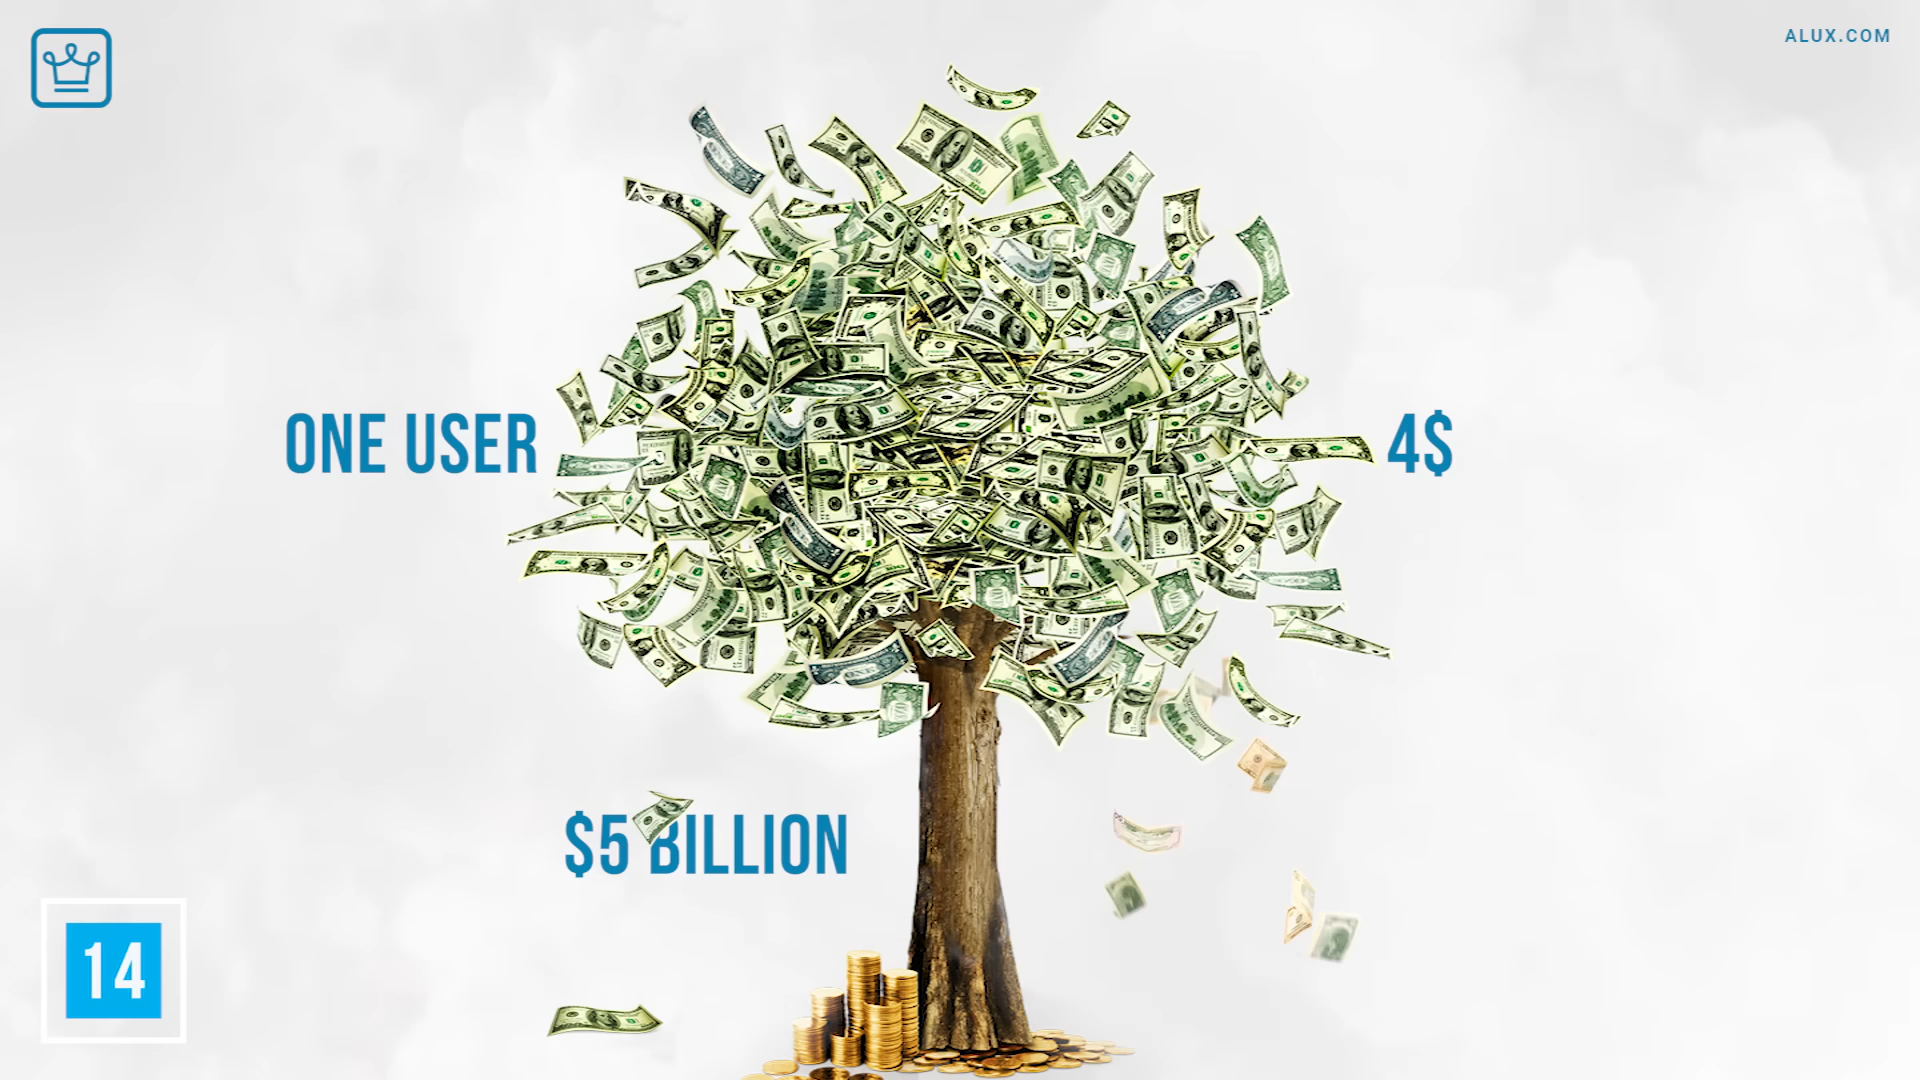 ALUX.COM
ONE USER
4$
$5 BILLION
14